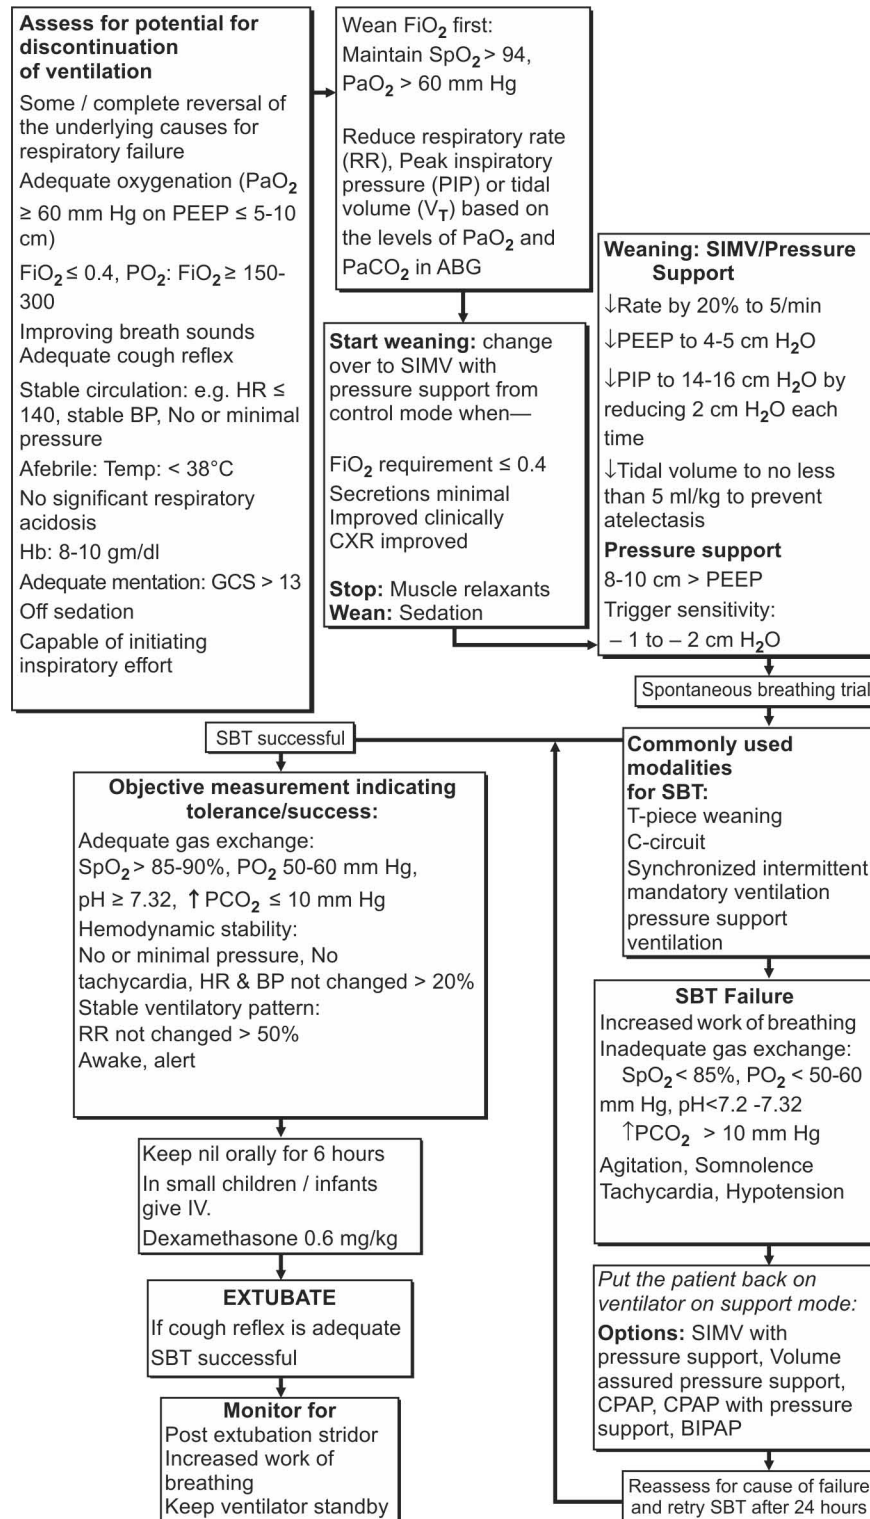 Assess for potential for
discontinuation
of ventilation
Some / complete reversal of
the underlying causes for
respiratory failure
Adequate oxygenation (PaO2
≥ 60 mm Hg on PEEP ≤ 5-10
cm)
FiO2 ≤ 0.4, PO2: FiO2 ≥ 150-
300
Improving breath sounds
Adequate cough reflex
Stable circulation: e.g. HR ≤
140, stable BP, No or minimal
pressure
Afebrile: Temp: < 38°C
No significant respiratory
acidosis
Hb: 8-10 gm/dl
Adequate mentation: GCS > 13
Off sedation
Capable of initiating
inspiratory effort
Wean FiO2 first:
Maintain SpO2 > 94,
PaO2 > 60 mm Hg
Reduce respiratory rate
(RR), Peak inspiratory
pressure (PIP) or tidal
volume (VT) based on
the levels of PaO2 and
PaCO2 in ABG
Start weaning: change
over to SIMV with
pressure support from
control mode when—
FiO2 requirement ≤ 0.4
Secretions minimal
Improved clinically
CXR improved
Stop: Muscle relaxants
Wean: Sedation
Weaning: SIMV/Pressure
Support
↓Rate by 20% to 5/min
↓PEEP to 4-5 cm H2O
↓PIP to 14-16 cm H2O by
reducing 2 cm H2O each
time
↓Tidal volume to no less
than 5 ml/kg to prevent
atelectasis
Pressure support
8-10 cm > PEEP
Trigger sensitivity:
– 1 to – 2 cm H2O
Spontaneous breathing trial
Commonly used
modalities
for SBT:
T-piece weaning
C-circuit
Synchronized intermittent
mandatory ventilation
pressure support
ventilation
SBT successful
Objective measurement indicating
tolerance/success:
Adequate gas exchange:
SpO2 > 85-90%, PO2 50-60 mm Hg,
pH ≥ 7.32, ↑PCO2 ≤ 10 mm Hg
Hemodynamic stability:
No or minimal pressure, No
tachycardia, HR & BP not changed > 20%
Stable ventilatory pattern:
RR not changed > 50%
Awake, alert
Keep nil orally for 6 hours
In small children / infants
give IV.
Dexamethasone 0.6 mg/kg
EXTUBATE
If cough reflex is adequate
SBT successful
Monitor for
Post extubation stridor
Increased work of
breathing
Keep ventilator standby
SBT Failure
Increased work of breathing
Inadequate gas exchange:
SpO2 < 85%, PO2 < 50-60
mm Hg, pH<7.2 -7.32
↑PCO2 > 10 mm Hg
Agitation, Somnolence
Tachycardia, Hypotension
Put the patient back on
ventilator on support mode:
Options: SIMV with
pressure support, Volume
assured pressure support,
CPAP, CPAP with pressure
support, BIPAP
Reassess for cause of failure
and retry SBT after 24 hours